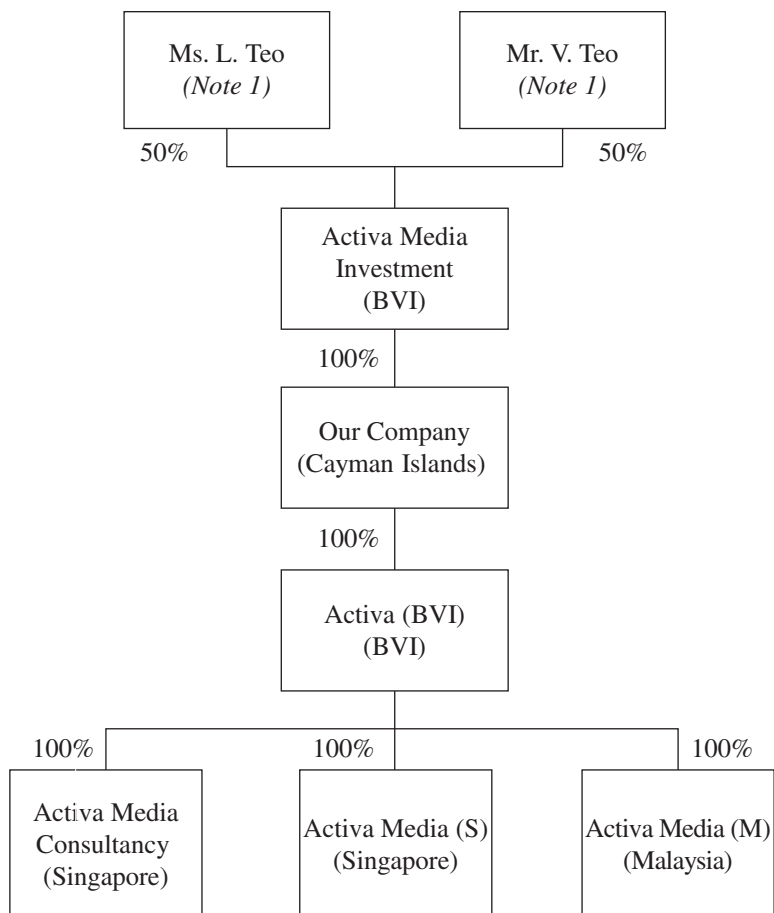 Ms. L. Teo
(Note 1)
Mr. V. Teo
(Note 1)
50%
50%
Activa Media
Investment
(BVI)
100%
Our Company
(Cayman Islands)
100%
Activa (BVI)
(BVI)
100%
100%
100%
Activa Media
Consultancy
(Singapore)
Activa Media (S)
(Singapore)
Activa Media (M)
(Malaysia)